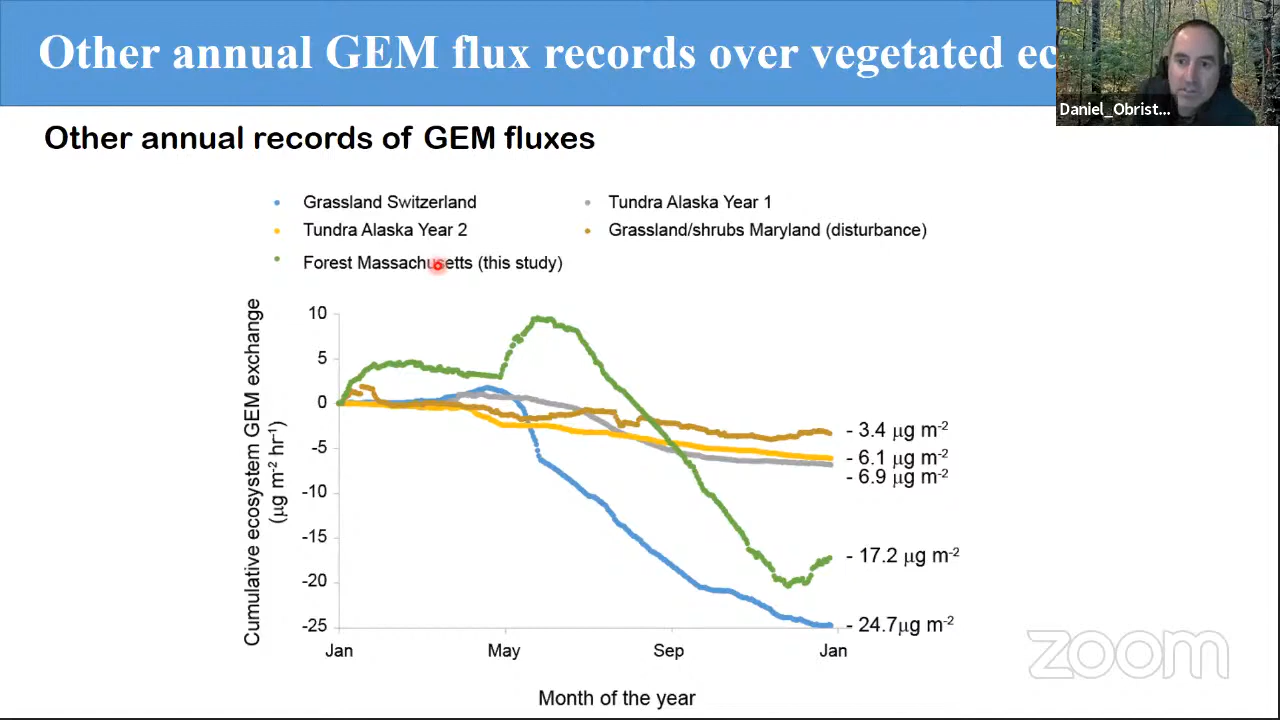 Other annual GEM flux records over vegetated ec
Daniel_Obrist...
Other annual records of GEM fluxes
Grassland Switzerland
Tundra Alaska Year 1
Tundra Alaska Year 2
Grassland/shrubs Maryland (disturbance)
Forest Massachusetts (this study)
Cumulative ecosystem GEM exchange
(µg m-2 hr-1)
10
5
0
-5
-10
-15
-20
-25
- 3.4 µg m-2
- 6.1 µg m-2
- 6.9 µg m-2
- 17.2 µg m-2
- 24.7µg m-2
Jan
May
Sep
Jan
Month of the year
zoom